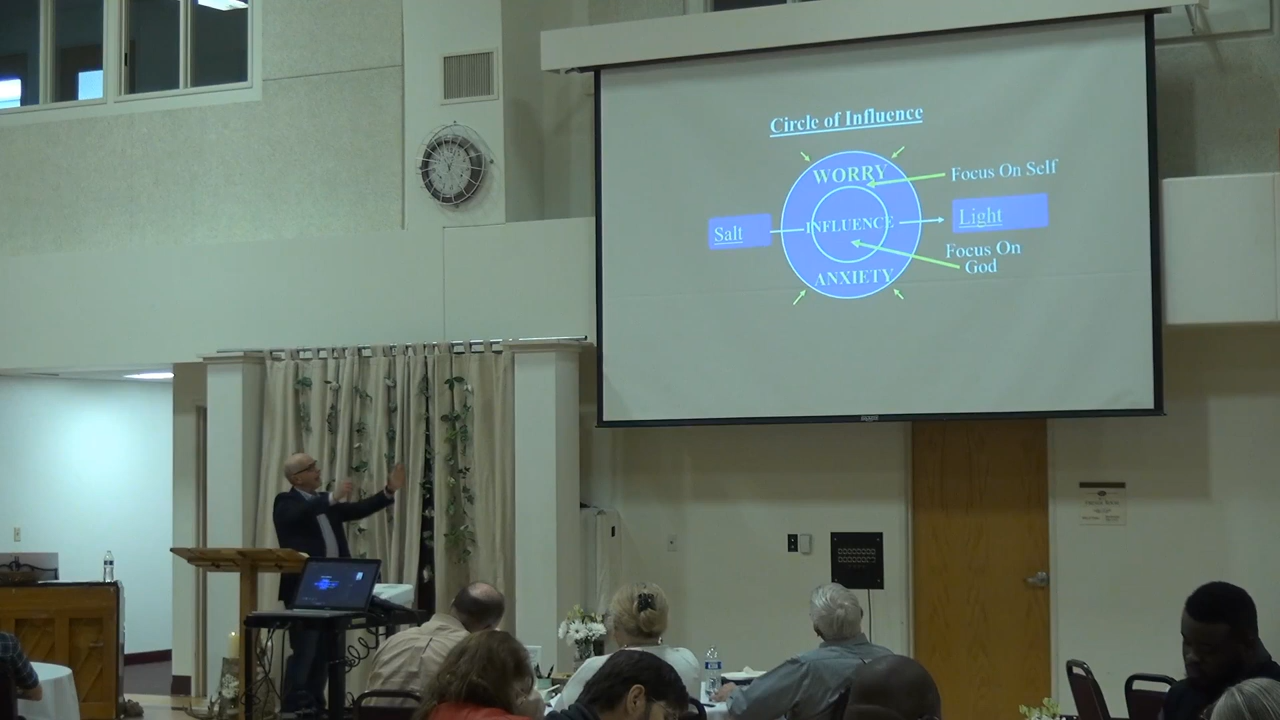 Circle of Influence
WORRY
Focus On Self
Salt
INFLUENCE
Light
Focus On
God
ANXIETY